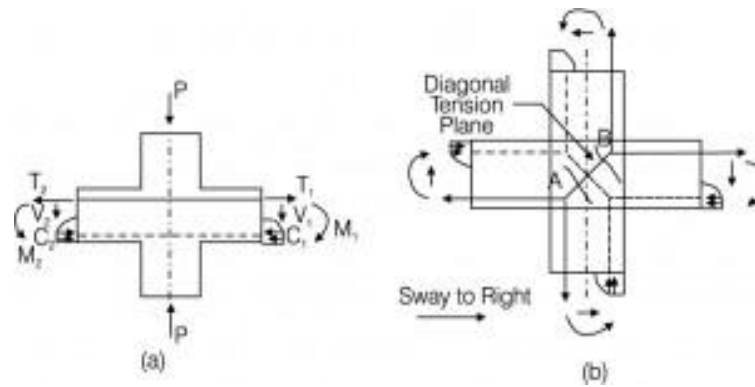 P
T₂
T₁
V₂
V₁
C₂
C₁
M₂
M₁
P
(a)
Diagonal
Tension
Plane
B
A
Sway to Right
(b)